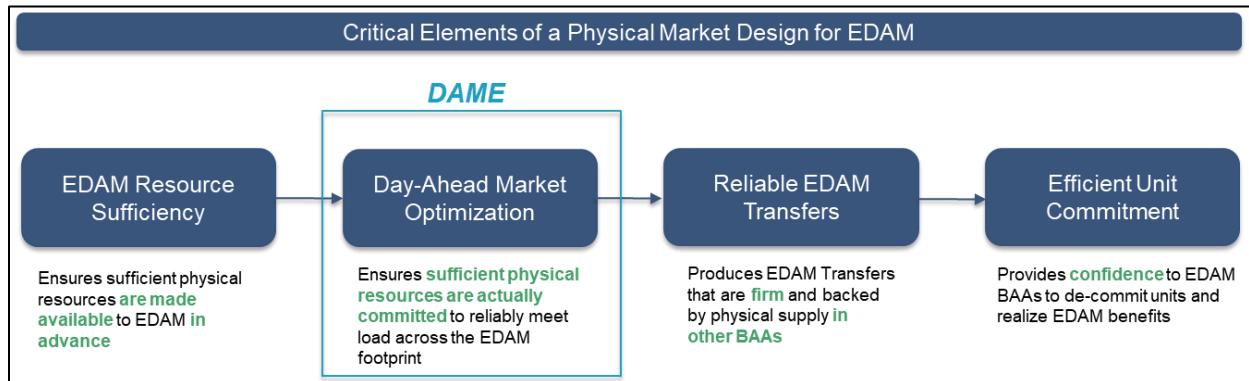 Critical Elements of a Physical Market Design for EDAM
DAME
EDAM Resource
Sufficiency
Day-Ahead Market
Optimization
Reliable EDAM
Transfers
Efficient Unit
Commitment
Ensures sufficient physical
resources are made
available to EDAM in
advance
Ensures sufficient physical
resources are actually
committed to reliably meet
load across the EDAM
footprint
Produces EDAM Transfers
that are firm and backed
by physical supply in
other BAAs
Provides confidence to EDAM
BAAs to de-commit units and
realize EDAM benefits